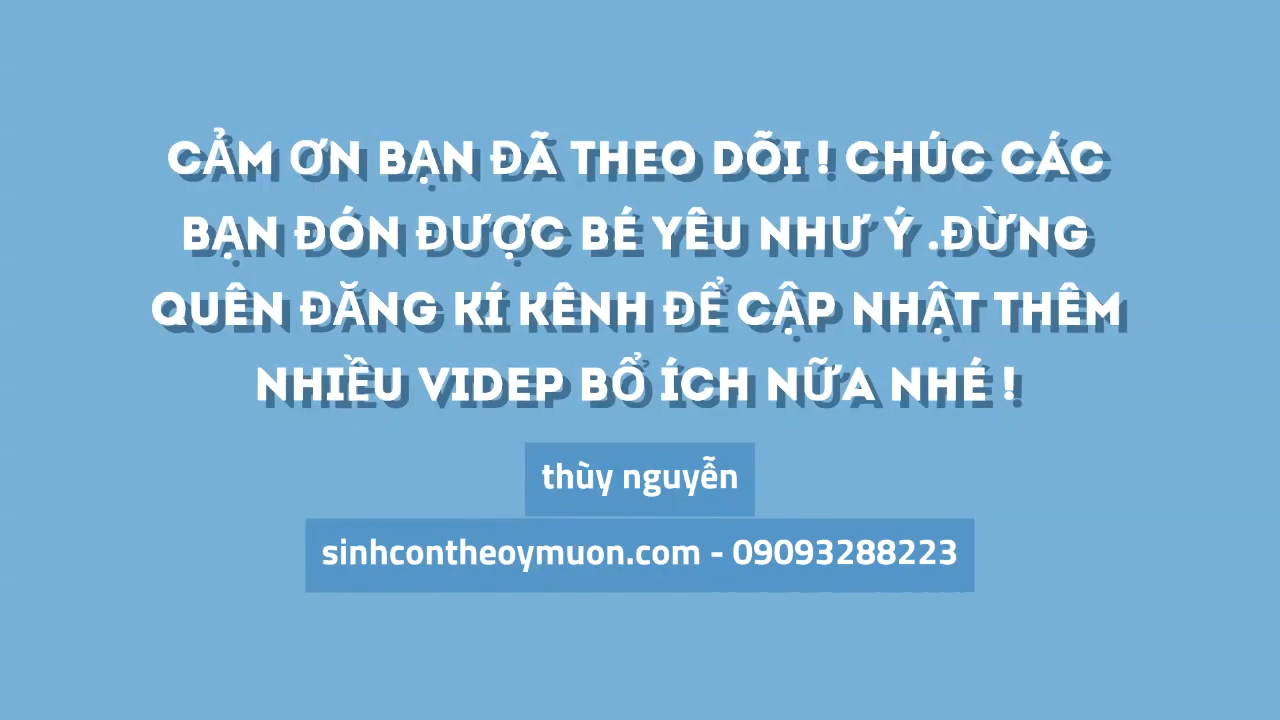 CẢM ƠN BẠN ĐÃ THEO DÕI ! CHÚC CÁC
BẠN ĐÓN ĐƯỢC BÉ YÊU NHƯ Ý .ĐỪNG
QUÊN ĐĂNG KÍ KÊNH ĐỂ CẬP NHẬT THÊM
NHIỀU VIDEP BỔ ÍCH NỮA NHÉ !
thùy nguyễn
sinhcontheoymuon.com - 09093288223